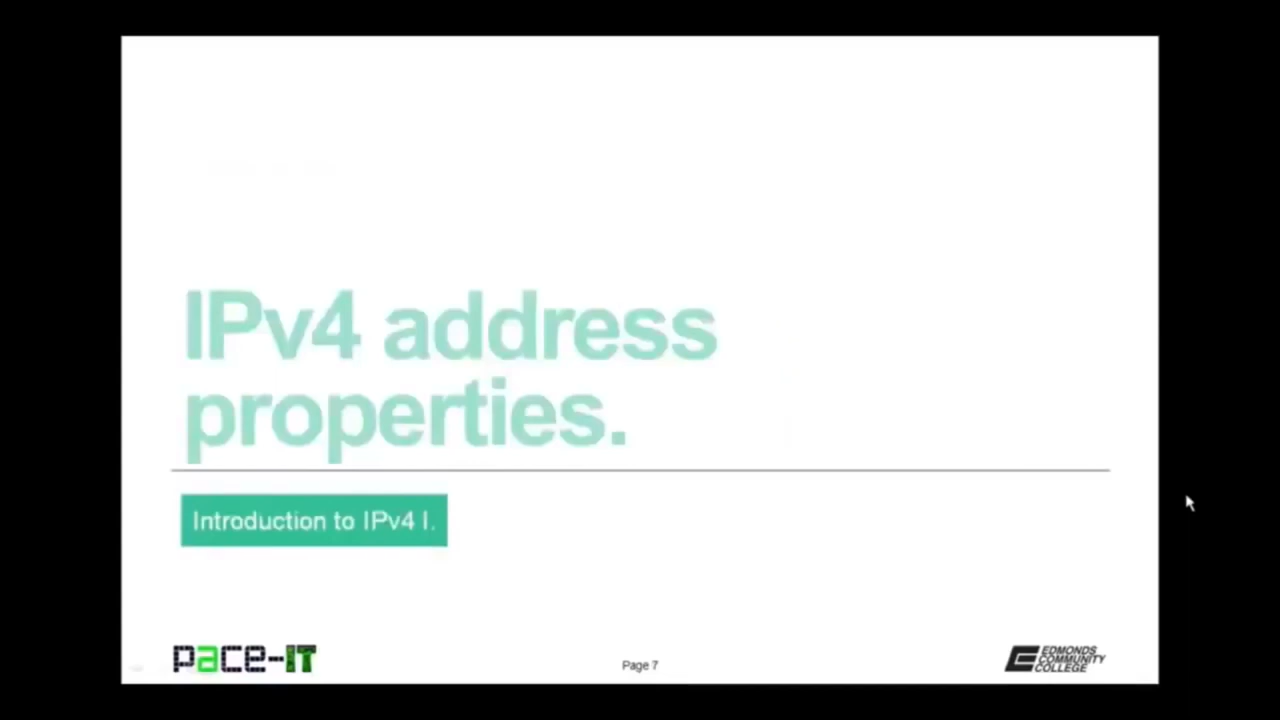 IPv4 address
properties.
Introduction to IPv4 I.
pace-IT
Page 7
EDMONDS
COMMUNITY
COLLEGE